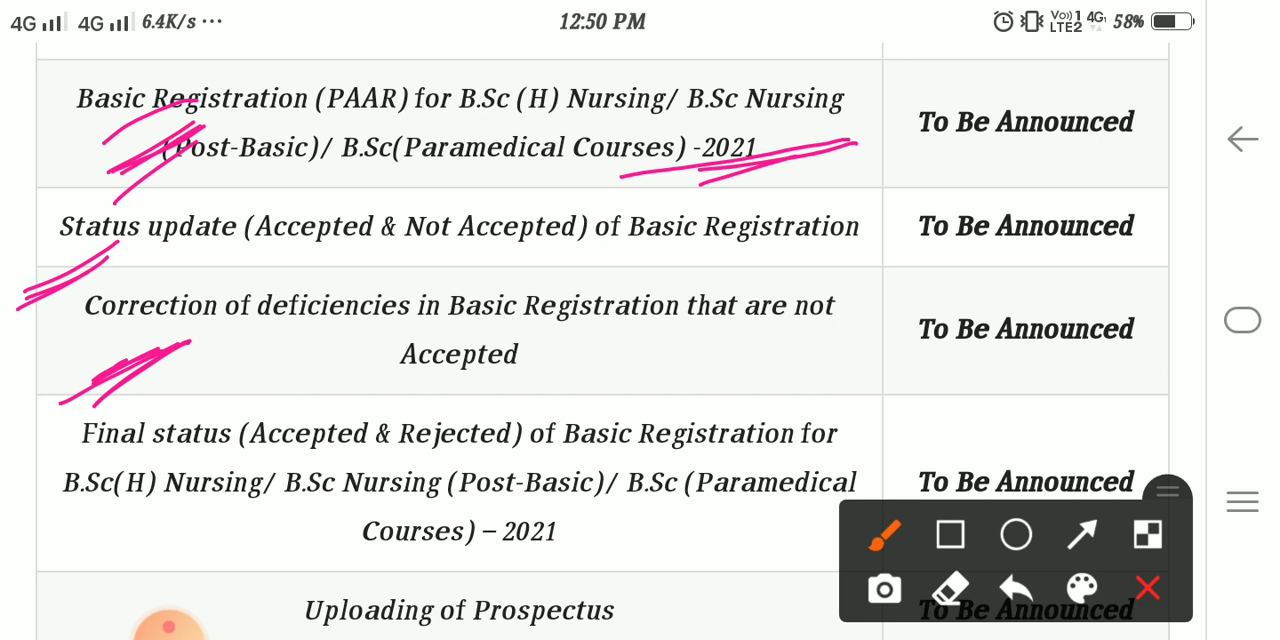 4G 4G 6.4K/s ... 12:50 PM Vo)) 1 LTE2 4G 58%
Basic Registration (PAAR) for B.Sc (H) Nursing/ B.Sc Nursing
(Post-Basic)/ B.Sc(Paramedical Courses) -2021
To Be Announced
Status update (Accepted & Not Accepted) of Basic Registration
To Be Announced
Correction of deficiencies in Basic Registration that are not
Accepted
To Be Announced
Final status (Accepted & Rejected) of Basic Registration for
B.Sc(H) Nursing/ B.Sc Nursing (Post-Basic)/ B.Sc (Paramedical
Courses) – 2021
To Be Announced
Uploading of Prospectus
To Be Announced